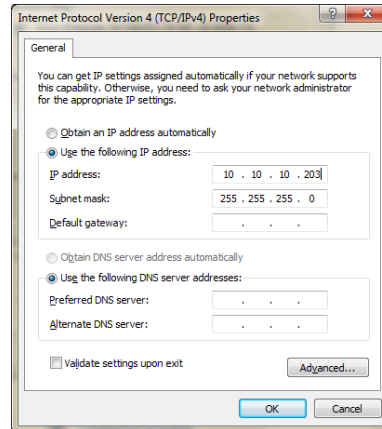 Internet Protocol Version 4 (TCP/IPv4) Properties
General
You can get IP settings assigned automatically if your network supports
this capability. Otherwise, you need to ask your network administrator
for the appropriate IP settings.
Obtain an IP address automatically
Use the following IP address:
IP address: 10 . 10 . 10 . 203
Subnet mask: 255 . 255 . 255 . 0
Default gateway: . . .
Obtain DNS server address automatically
Use the following DNS server addresses:
Preferred DNS server: . . .
Alternate DNS server: . . .
Validate settings upon exit
Advanced...
OK Cancel